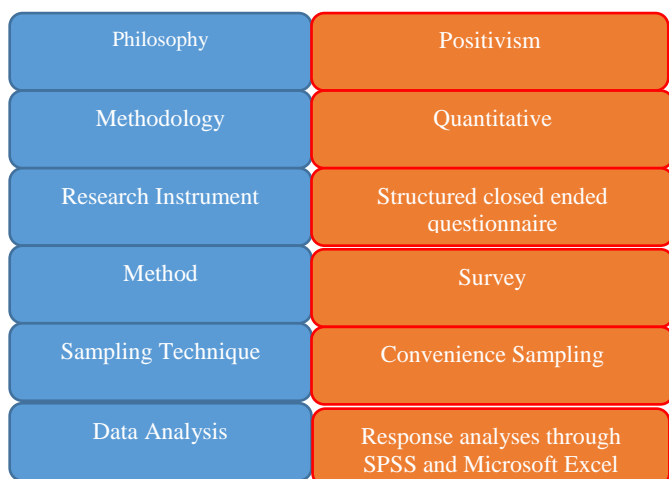 Philosophy
Positivism
Methodology
Quantitative
Research Instrument
Structured closed ended
questionnaire
Method
Survey
Sampling Technique
Convenience Sampling
Data Analysis
Response analyses through
SPSS and Microsoft Excel